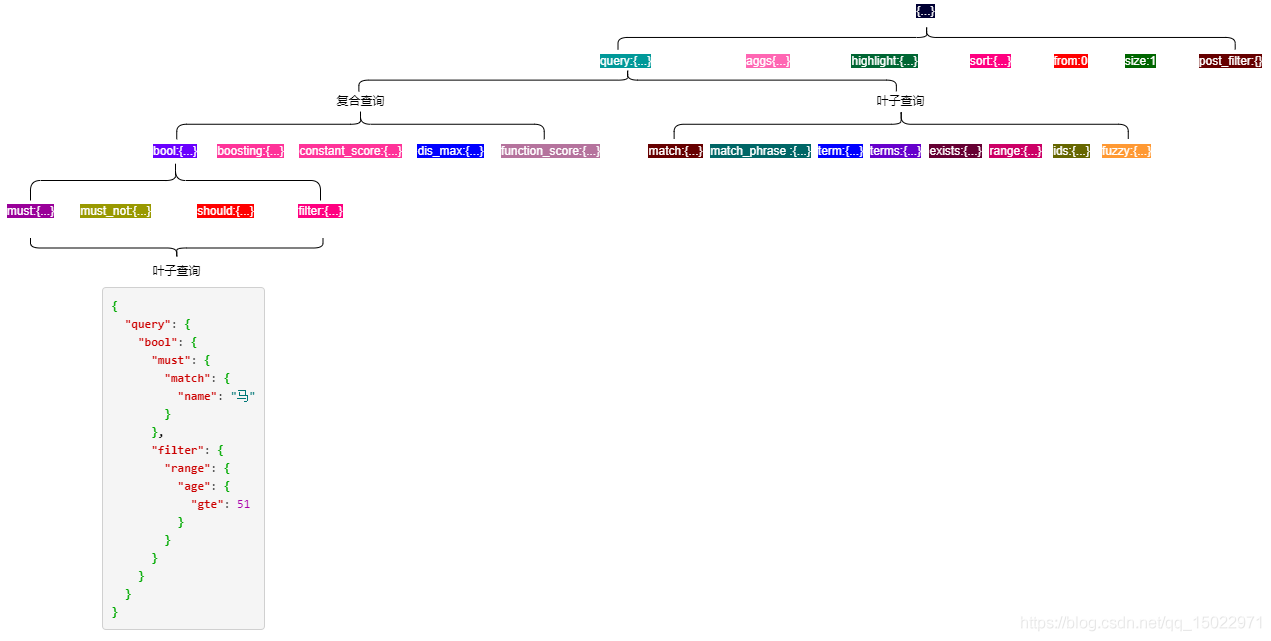 {...}
query:{...} aggs{...} highlight:{...} sort:{...} from:0 size:1 post_filter:{}
复合查询 叶子查询
bool:{...} boosting:{...} constant_score:{...} dis_max:{...} function_score:{...} match:{...} match_phrase :{...} term:{...} terms:{...} exists:{...} range:{...} ids:{...} fuzzy:{...}
must:{...} must_not:{...} should:{...} filter:{...}
叶子查询
{
"query": {
"bool": {
"must": {
"match": {
"name": "马"
}
},
"filter": {
"range": {
"age": {
"gte": 51
}
}
}
}
}
}
https://blog.csdn.net/qq_15022971